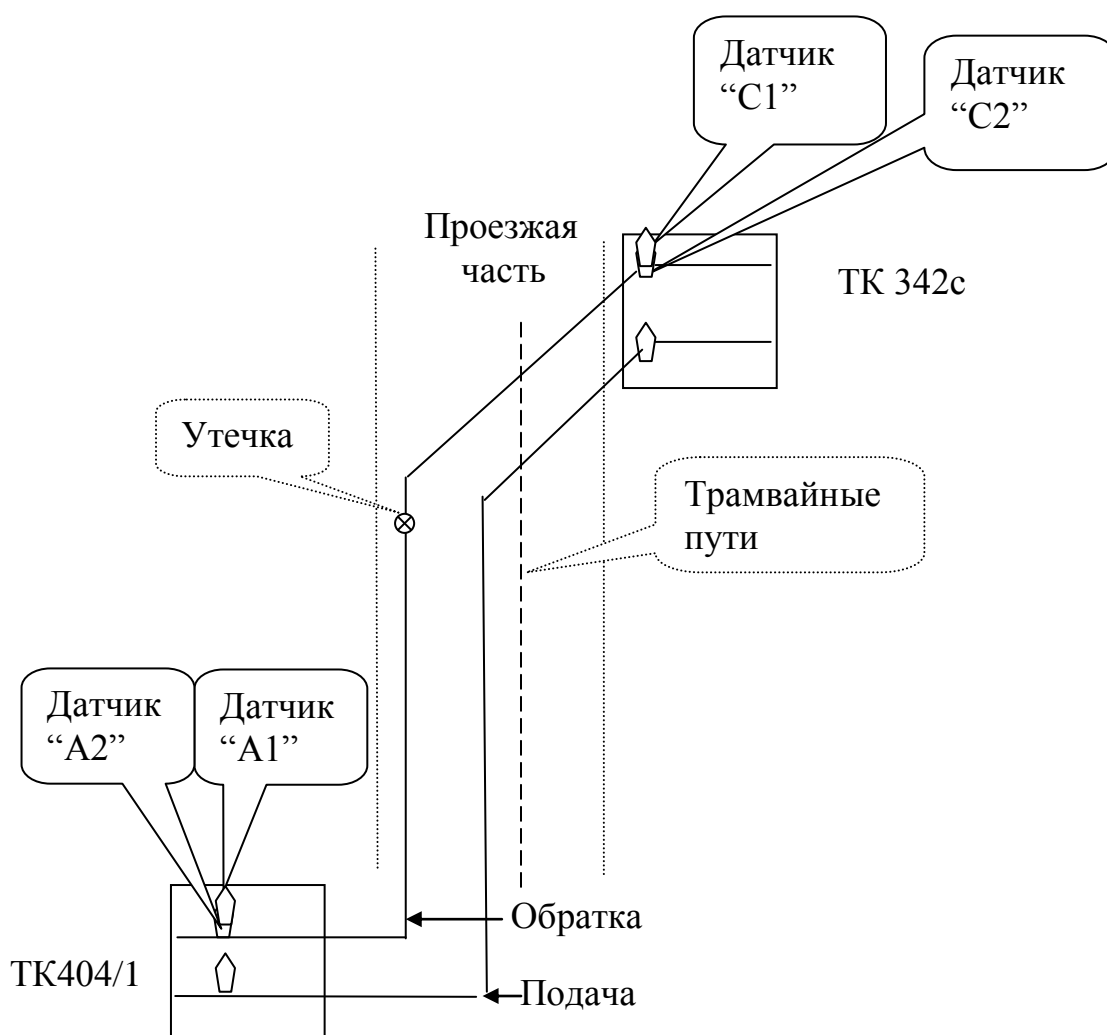 Датчик
“С1”
Датчик
“С2”
Проезжая
часть
ТК 342с
Утечка
Трамвайные
пути
Датчик
“А2”
Датчик
“А1”
Обратка
ТК404/1
Подача